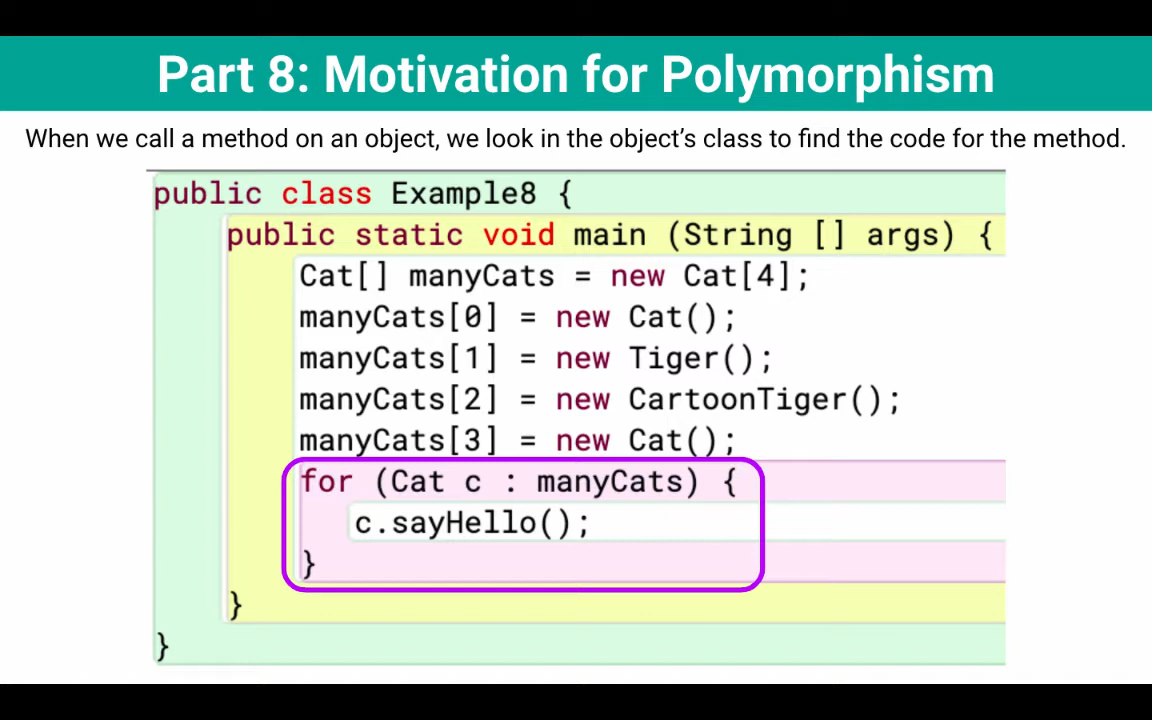 Part 8: Motivation for Polymorphism
When we call a method on an object, we look in the object’s class to find the code for the method.
public class Example8 {
public static void main (String [] args) {
Cat[] manyCats = new Cat[4];
manyCats[0] = new Cat();
manyCats[1] = new Tiger();
manyCats[2] = new CartoonTiger();
manyCats[3] = new Cat();
for (Cat c : manyCats) {
c.sayHello();
}
}
}